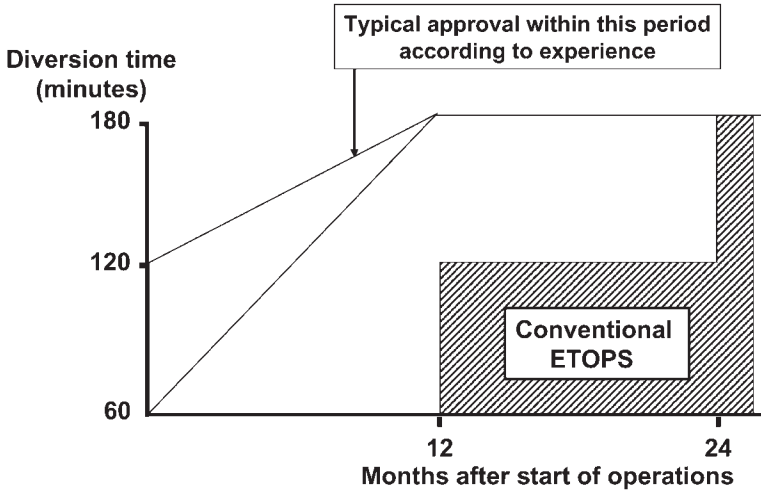 Typical approval within this period
according to experience
Diversion time
(minutes)
180
120
60
Conventional
ETOPS
12
24
Months after start of operations